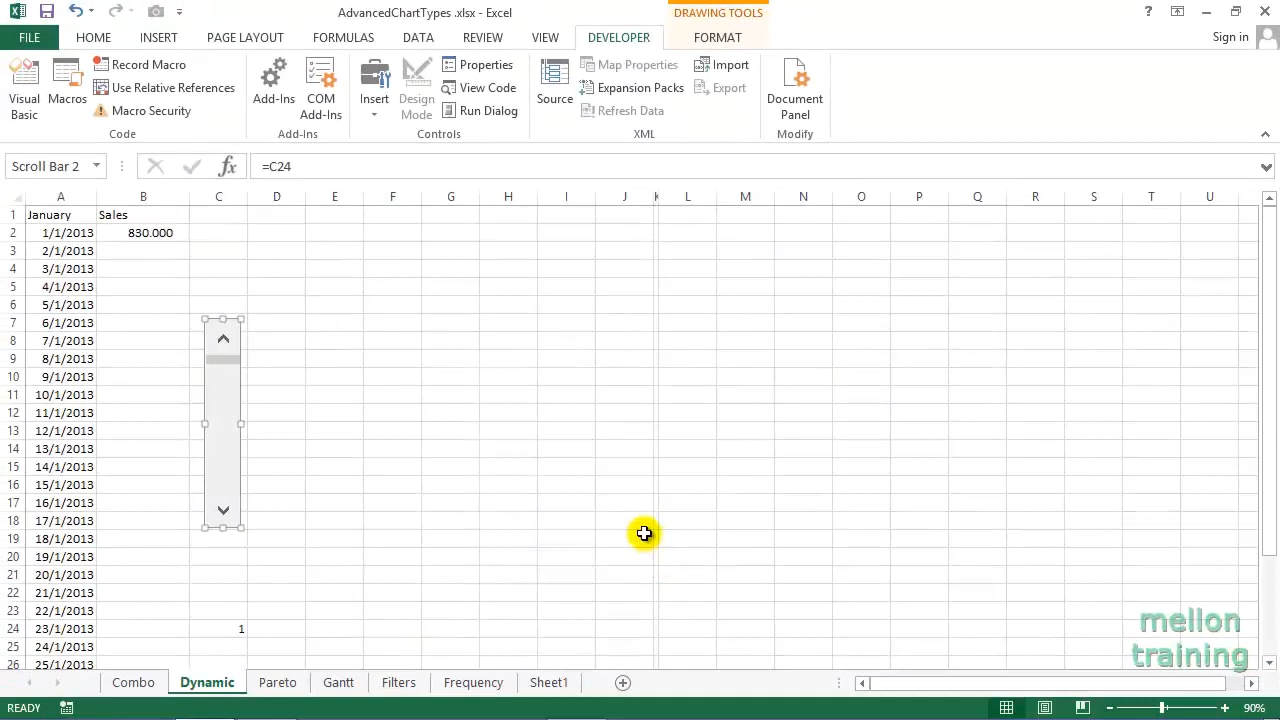 AdvancedChartTypes .xlsx - Excel
DRAWING TOOLS
?
FILE HOME INSERT PAGE LAYOUT FORMULAS DATA REVIEW VIEW DEVELOPER FORMAT Sign in
Visual Basic
Macros
Record Macro
Use Relative References
Macro Security
Code
Add-Ins
COM Add-Ins
Add-Ins
Insert
Design Mode
Properties
View Code
Run Dialog
Controls
Source
Map Properties
Expansion Packs
Refresh Data
Import
Export
XML
Document Panel
Modify
Scroll Bar 2 fx =C24
A B C D E F G H I J K L M N O P Q R S T U
1 January Sales
2 1/1/2013 830.000
3 2/1/2013
4 3/1/2013
5 4/1/2013
6 5/1/2013
7 6/1/2013
8 7/1/2013
9 8/1/2013
10 9/1/2013
11 10/1/2013
12 11/1/2013
13 12/1/2013
14 13/1/2013
15 14/1/2013
16 15/1/2013
17 16/1/2013
18 17/1/2013
19 18/1/2013
20 19/1/2013
21 20/1/2013
22 21/1/2013
23 22/1/2013
24 23/1/2013 1
25 24/1/2013
26 25/1/2013
mellon
training
Combo Dynamic Pareto Gantt Filters Frequency Sheet1
READY 90%